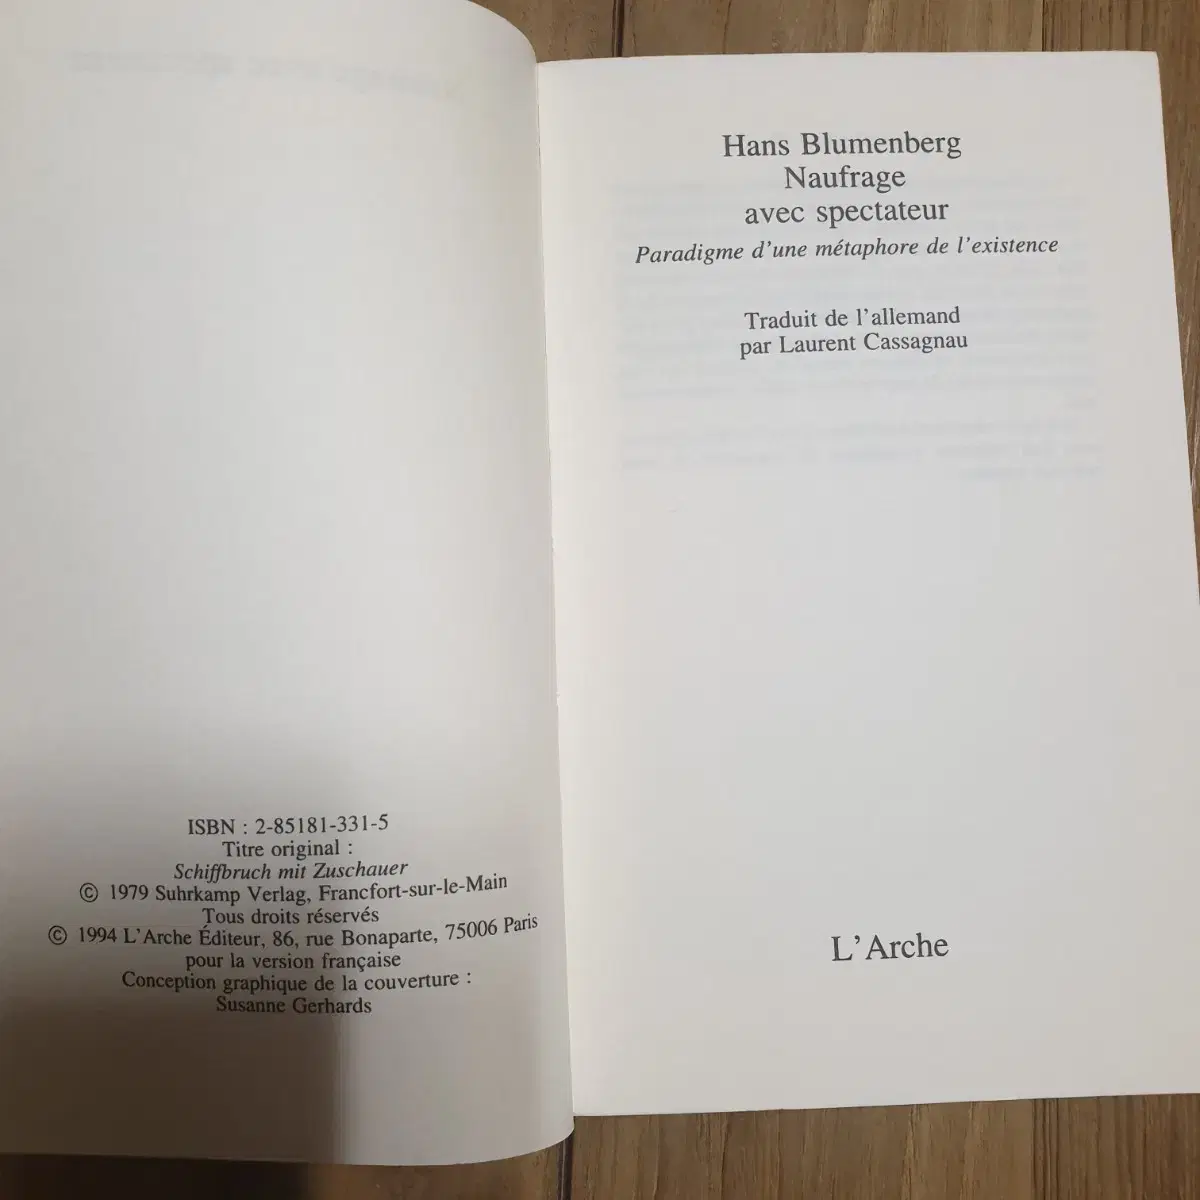 ISBN : 2-85181-331-5
Titre original :
Schiffbruch mit Zuschauer
© 1979 Suhrkamp Verlag, Francfort-sur-le-Main
Tous droits réservés
© 1994 L'Arche Éditeur, 86, rue Bonaparte, 75006 Paris
pour la version française
Conception graphique de la couverture :
Susanne Gerhards
Hans Blumenberg
Naufrage
avec spectateur
Paradigme d'une métaphore de l'existence
Traduit de l'allemand
par Laurent Cassagnau
L'Arche